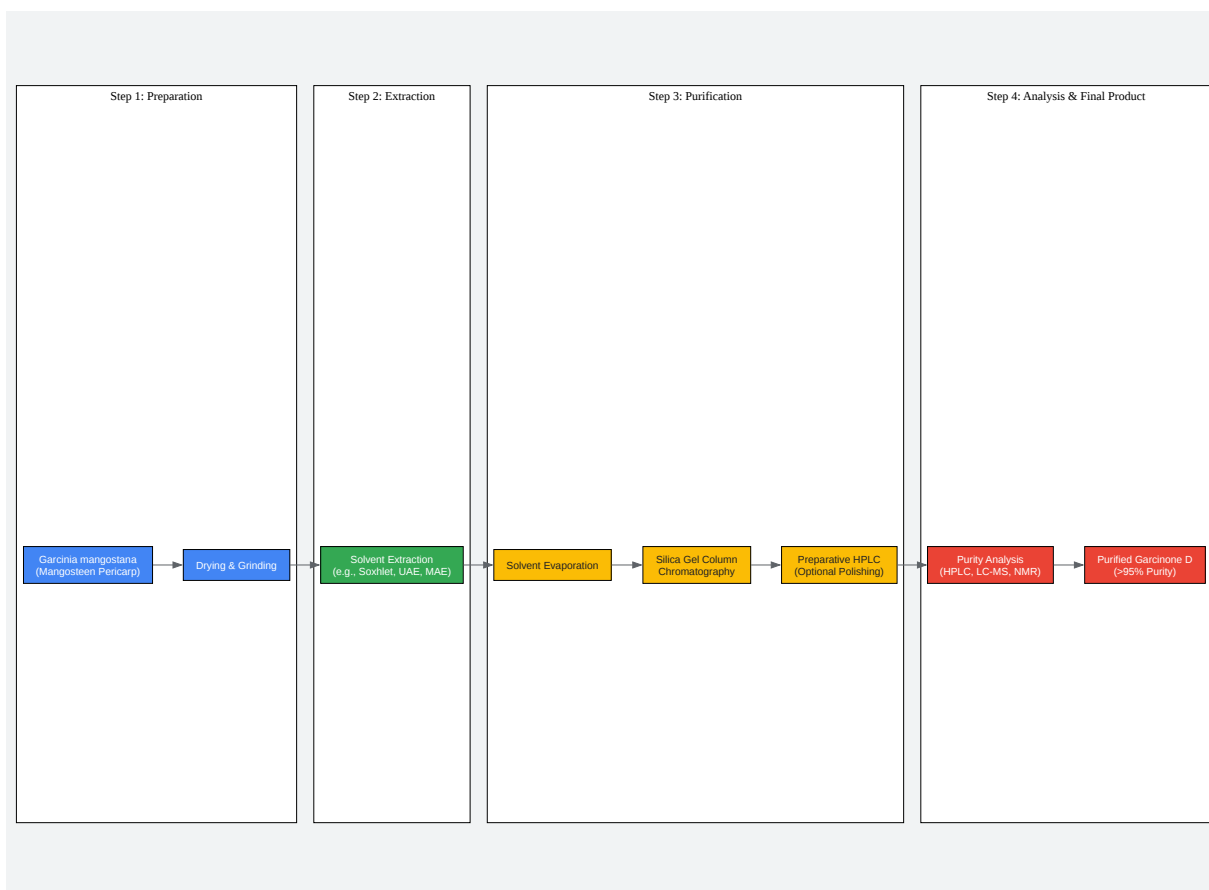 Step 1: Preparation
Garcinia mangostana
(Mangosteen Pericarp)
Drying & Grinding
Step 2: Extraction
Solvent Extraction
(e.g., Soxhlet, UAE, MAE)
Step 3: Purification
Solvent Evaporation
Silica Gel Column
Chromatography
Preparative HPLC
(Optional Polishing)
Step 4: Analysis & Final Product
Purity Analysis
(HPLC, LC-MS, NMR)
Purified Garcinone D
(>95% Purity)